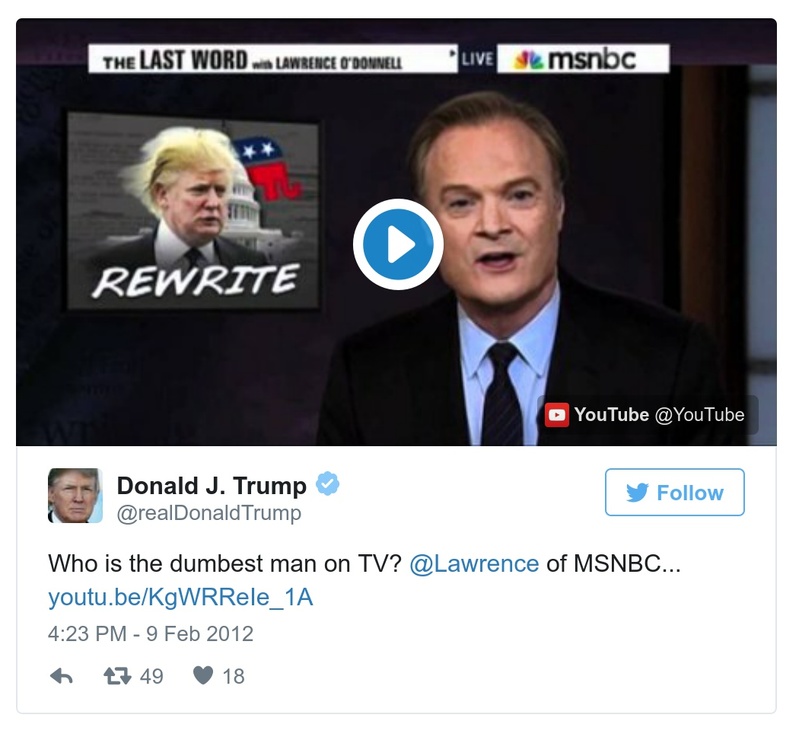 THE LAST WORD with LAWRENCE O'DONNELL LIVE msnbc
REWRITE
YouTube @YouTube
Donald J. Trump
@realDonaldTrump
Follow
Who is the dumbest man on TV? @Lawrence of MSNBC...
youtu.be/KgWRReIe_1A
4:23 PM - 9 Feb 2012
49 18